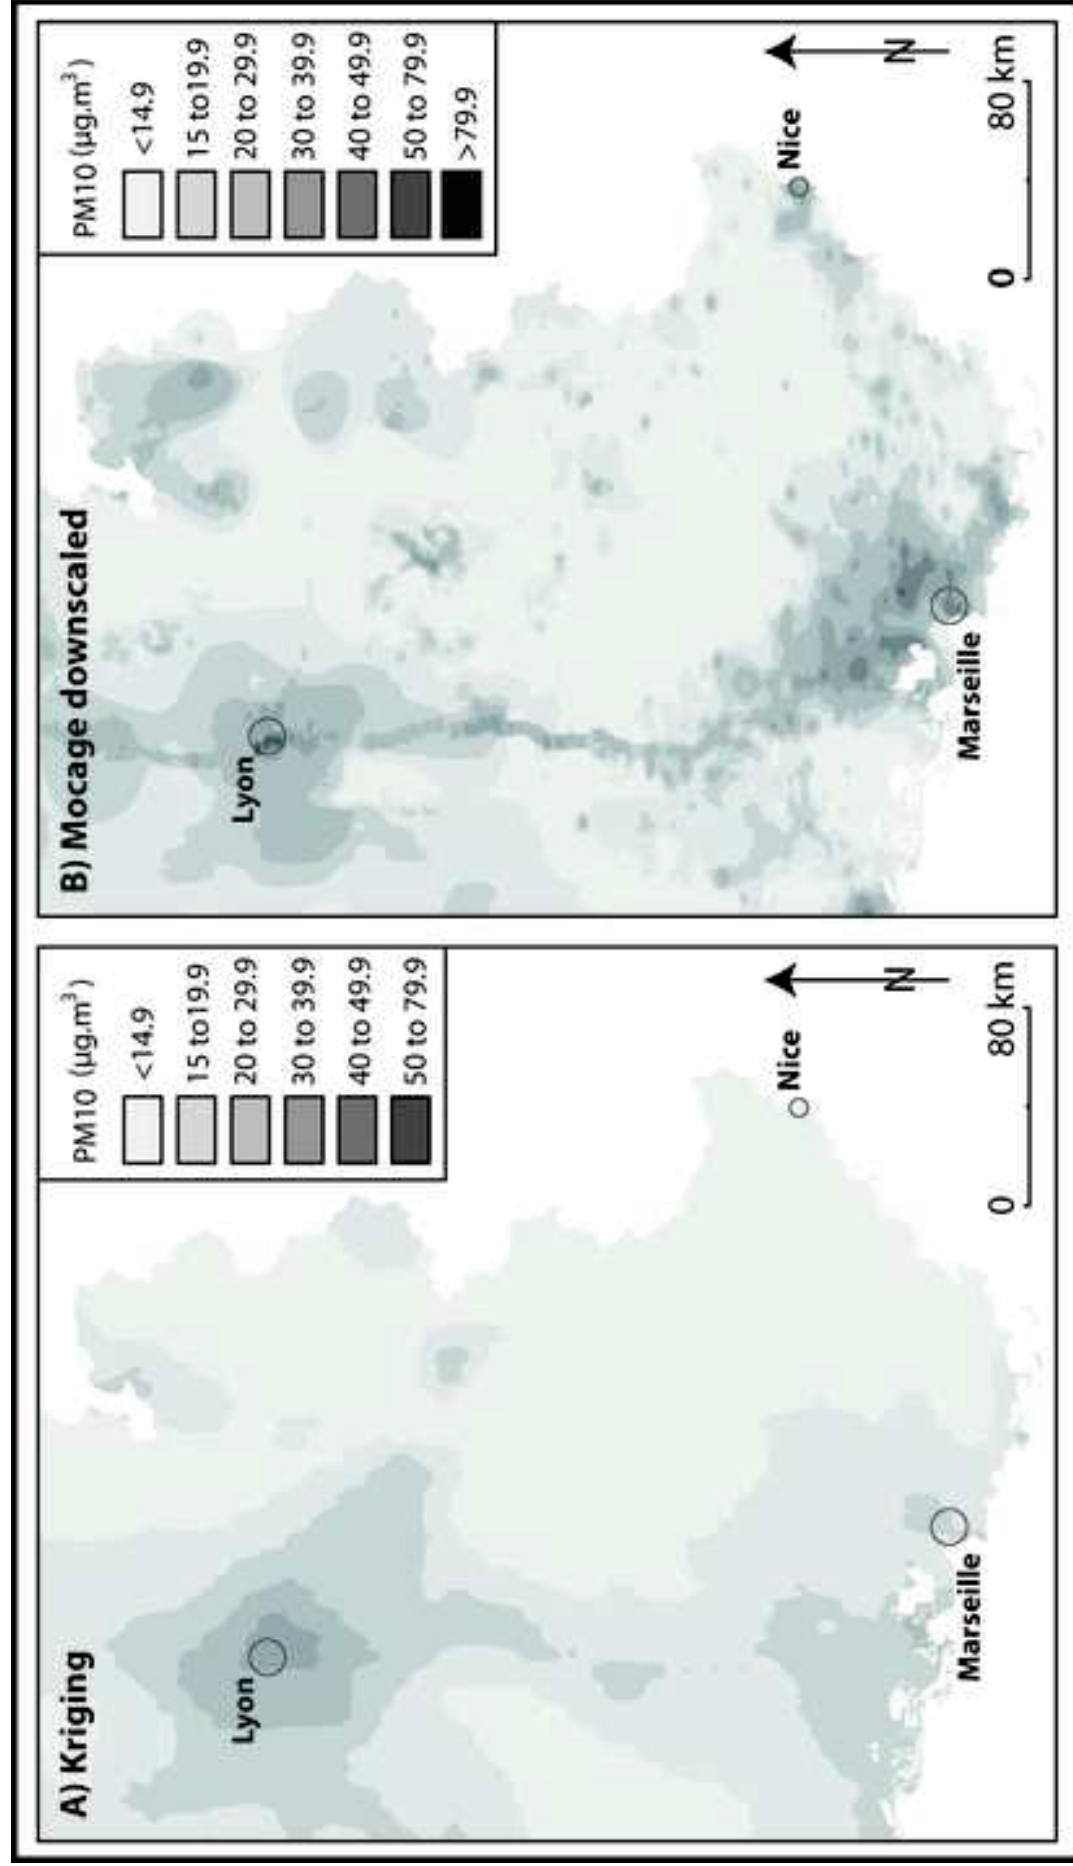 A) Kriging
PM10 (µg.m³)
<14.9
15 to19.9
20 to 29.9
30 to 39.9
40 to 49.9
50 to 79.9
Lyon
Marseille
Nice
N
0 80 km
B) Mocage downscaled
PM10 (µg.m³)
<14.9
15 to19.9
20 to 29.9
30 to 39.9
40 to 49.9
50 to 79.9
>79.9
Lyon
Marseille
Nice
N
0 80 km